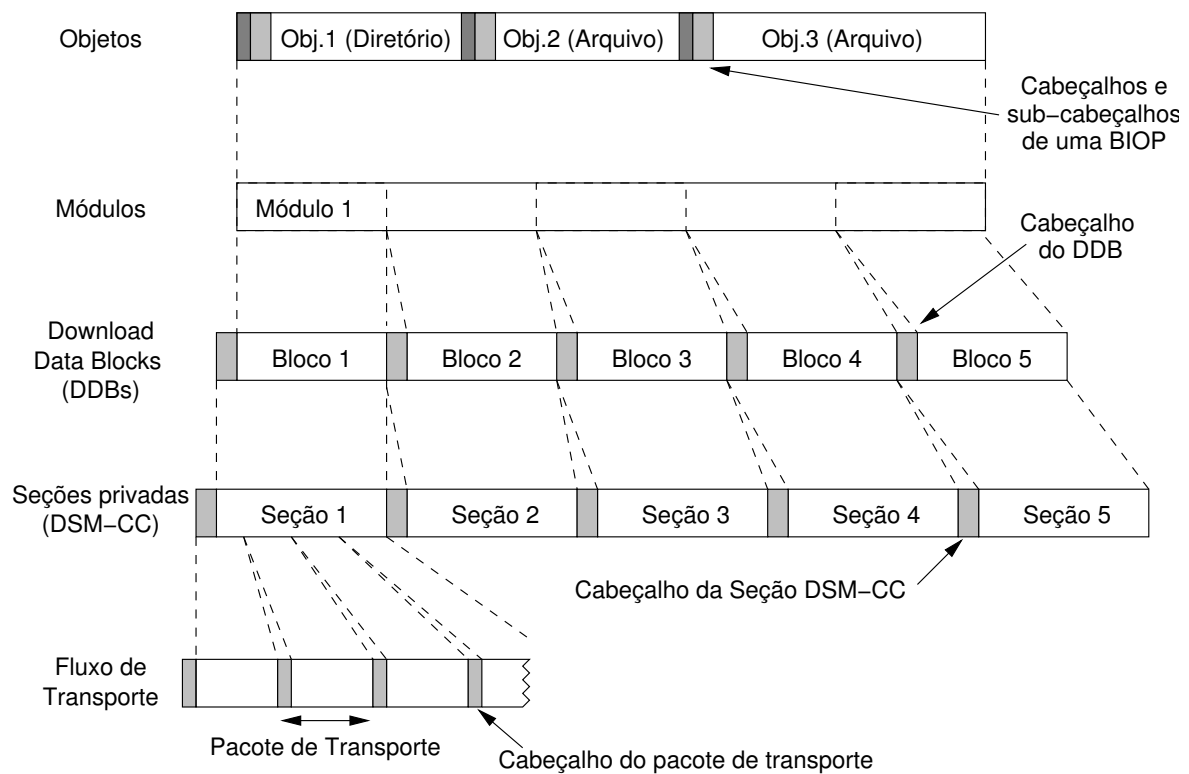 Objetos
Obj.1 (Diretório)
Obj.2 (Arquivo)
Obj.3 (Arquivo)
Cabeçalhos e
sub−cabeçalhos
de uma BIOP
Módulos
Módulo 1
Cabeçalho
do DDB
Download
Data Blocks
(DDBs)
Bloco 1
Bloco 2
Bloco 3
Bloco 4
Bloco 5
Seções privadas
(DSM−CC)
Seção 1
Seção 2
Seção 3
Seção 4
Seção 5
Cabeçalho da Seção DSM−CC
Fluxo de
Transporte
Pacote de Transporte
Cabeçalho do pacote de transporte